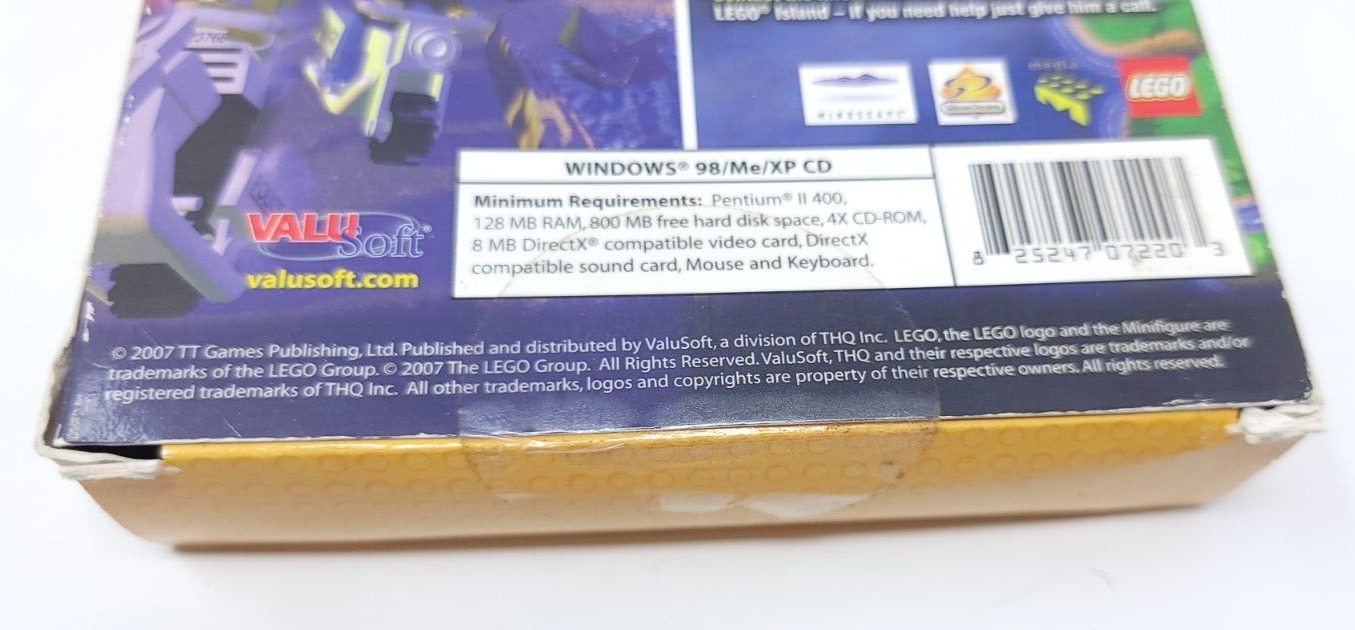 LEGO® Island – if you need help just give him a call.
MINDSCAPE
Silicon Dreams
media
LEGO
WINDOWS® 98/Me/XP CD
Minimum Requirements: Pentium® II 400,
128 MB RAM, 800 MB free hard disk space, 4X CD-ROM,
8 MB DirectX® compatible video card, DirectX
compatible sound card, Mouse and Keyboard.
8 25247 07220 3
VALUSoft®
valusoft.com
© 2007 TT Games Publishing, Ltd. Published and distributed by ValuSoft, a division of THQ Inc. LEGO, the LEGO logo and the Minifigure are
trademarks of the LEGO Group. © 2007 The LEGO Group. All Rights Reserved. ValuSoft, THQ and their respective logos are trademarks and/or
registered trademarks of THQ Inc. All other trademarks, logos and copyrights are property of their respective owners. All rights reserved.